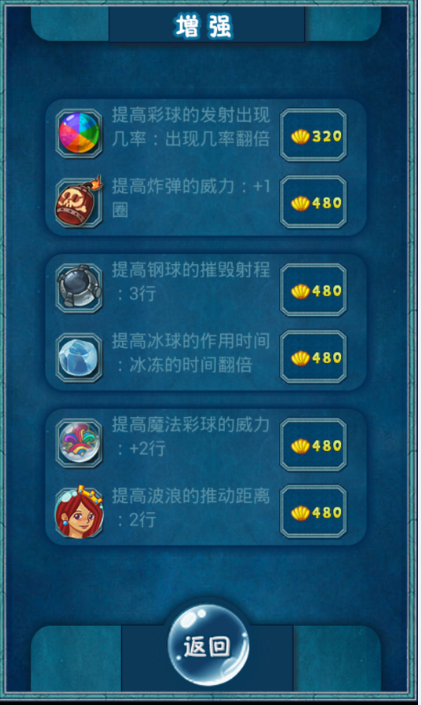 增强
提高彩球的发射出现
几率：出现几率翻倍
320
提高炸弹的威力：+1
圈
480
提高钢球的摧毁射程
：3行
480
提高冰球的作用时间
：冰冻的时间翻倍
480
提高魔法彩球的威力
：+2行
480
提高波浪的推动距离
：2行
480
返回